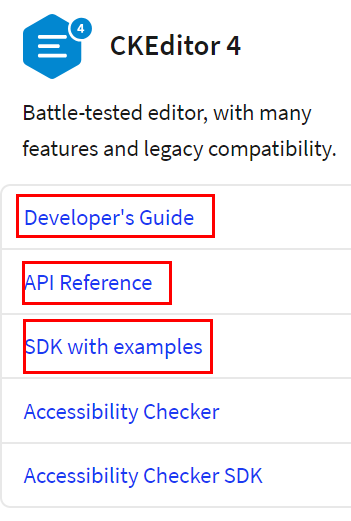 4
CKEditor 4
Battle-tested editor, with many
features and legacy compatibility.
Developer's Guide
API Reference
SDK with examples
Accessibility Checker
Accessibility Checker SDK